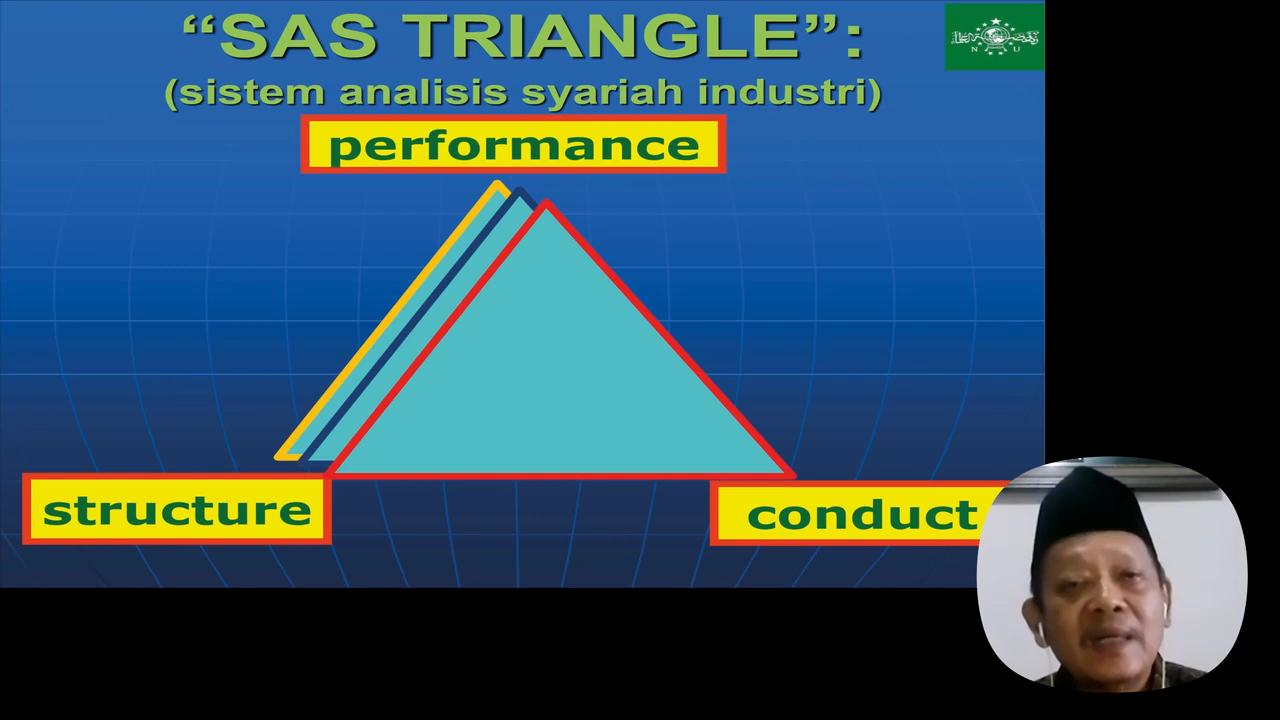 “SAS TRIANGLE”:
(sistem analisis syariah industri)
performance
structure
conduct
N U